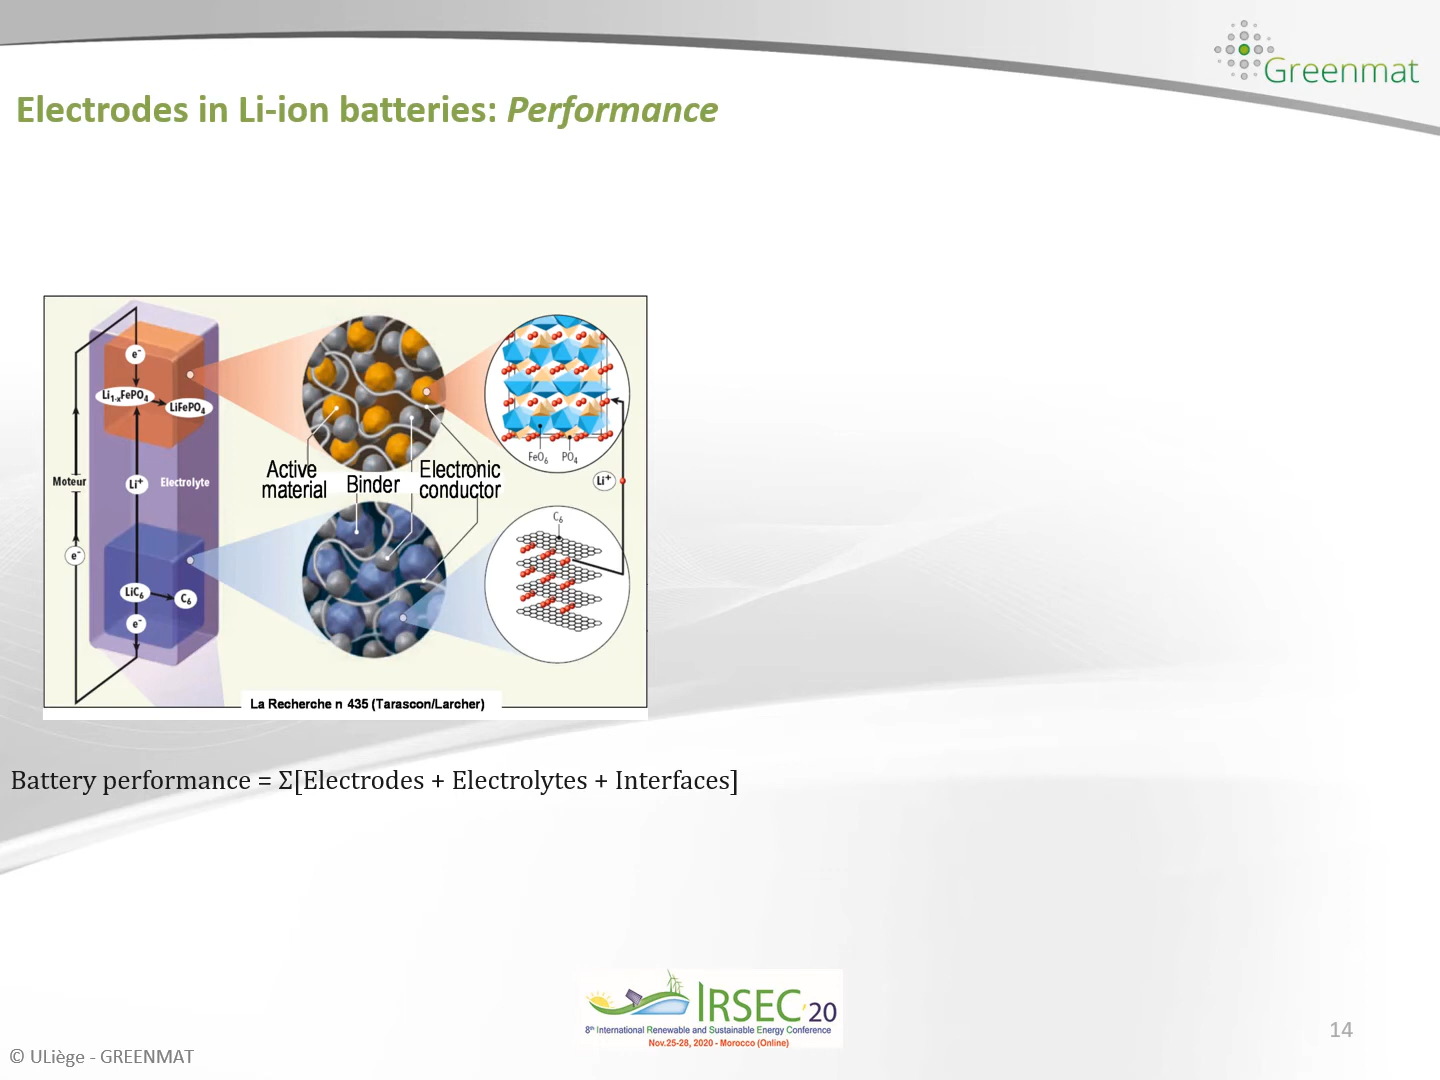 Greenmat
Electrodes in Li-ion batteries: Performance
e⁻
Li₁₋ₓFePO₄
LiFePO₄
Moteur
Li⁺
Electrolyte
e⁻
LiC₆
C₆
e⁻
Active
material
Binder
Electronic
conductor
FeO₆
PO₄
Li⁺
C₆
La Recherche n 435 (Tarascon/Larcher)
Battery performance = Σ[Electrodes + Electrolytes + Interfaces]
IRSEC'20
8th International Renewable and Sustainable Energy Conference
Nov.25-28, 2020 - Morocco (Online)
14
© ULiège - GREENMAT